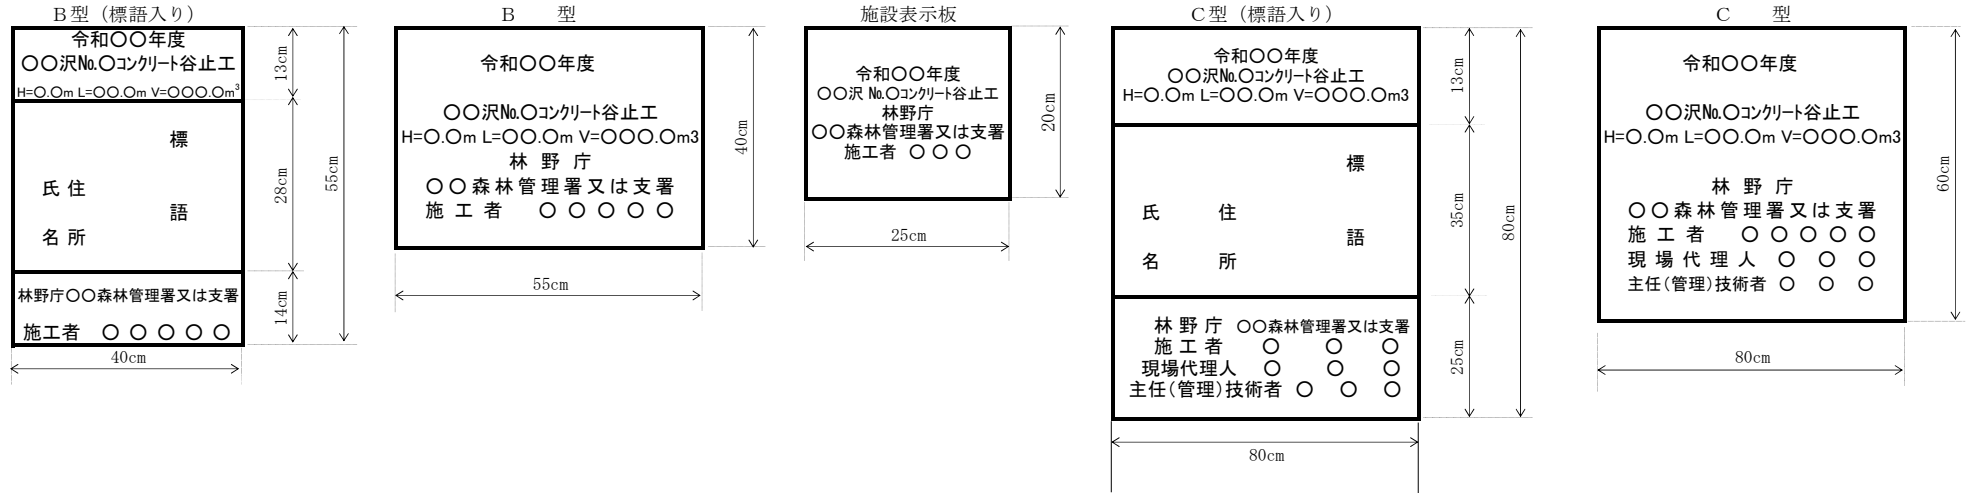 Ｂ型（標語入り）
令和〇〇年度
〇〇沢№〇コンクリート谷止工
H=〇.〇m L=〇〇.〇m V=〇〇〇.〇m³
標
語
氏 住
名 所
林野庁〇〇森林管理署又は支署
施工者 〇 〇 〇 〇 〇
13cm
28cm
14cm
55cm
40cm
Ｂ 型
令和〇〇年度
〇〇沢№〇コンクリート谷止工
H=〇.〇m L=〇〇.〇m V=〇〇〇.〇m3
林 野 庁
〇〇森林管理署又は支署
施 工 者 〇 〇 〇 〇 〇
40cm
55cm
施設表示板
令和〇〇年度
〇〇沢 №〇コンクリート谷止工
林野庁
〇〇森林管理署又は支署
施工者 〇 〇 〇
20cm
25cm
Ｃ型（標語入り）
令和〇〇年度
〇〇沢№〇コンクリート谷止工
H=〇.〇m L=〇〇.〇m V=〇〇〇.〇m3
標
語
氏 住
名 所
林 野 庁 〇〇森林管理署又は支署
施 工 者 〇 〇 〇
現場代理人 〇 〇 〇
主任(管理)技術者 〇 〇 〇
13cm
35cm
25cm
80cm
80cm
Ｃ 型
令和〇〇年度
〇〇沢№〇コンクリート谷止工
H=〇.〇m L=〇〇.〇m V=〇〇〇.〇m3
林 野 庁
〇〇森林管理署又は支署
施 工 者 〇 〇 〇 〇 〇
現 場 代 理 人 〇 〇 〇
主任(管理)技術者 〇 〇 〇
60cm
80cm